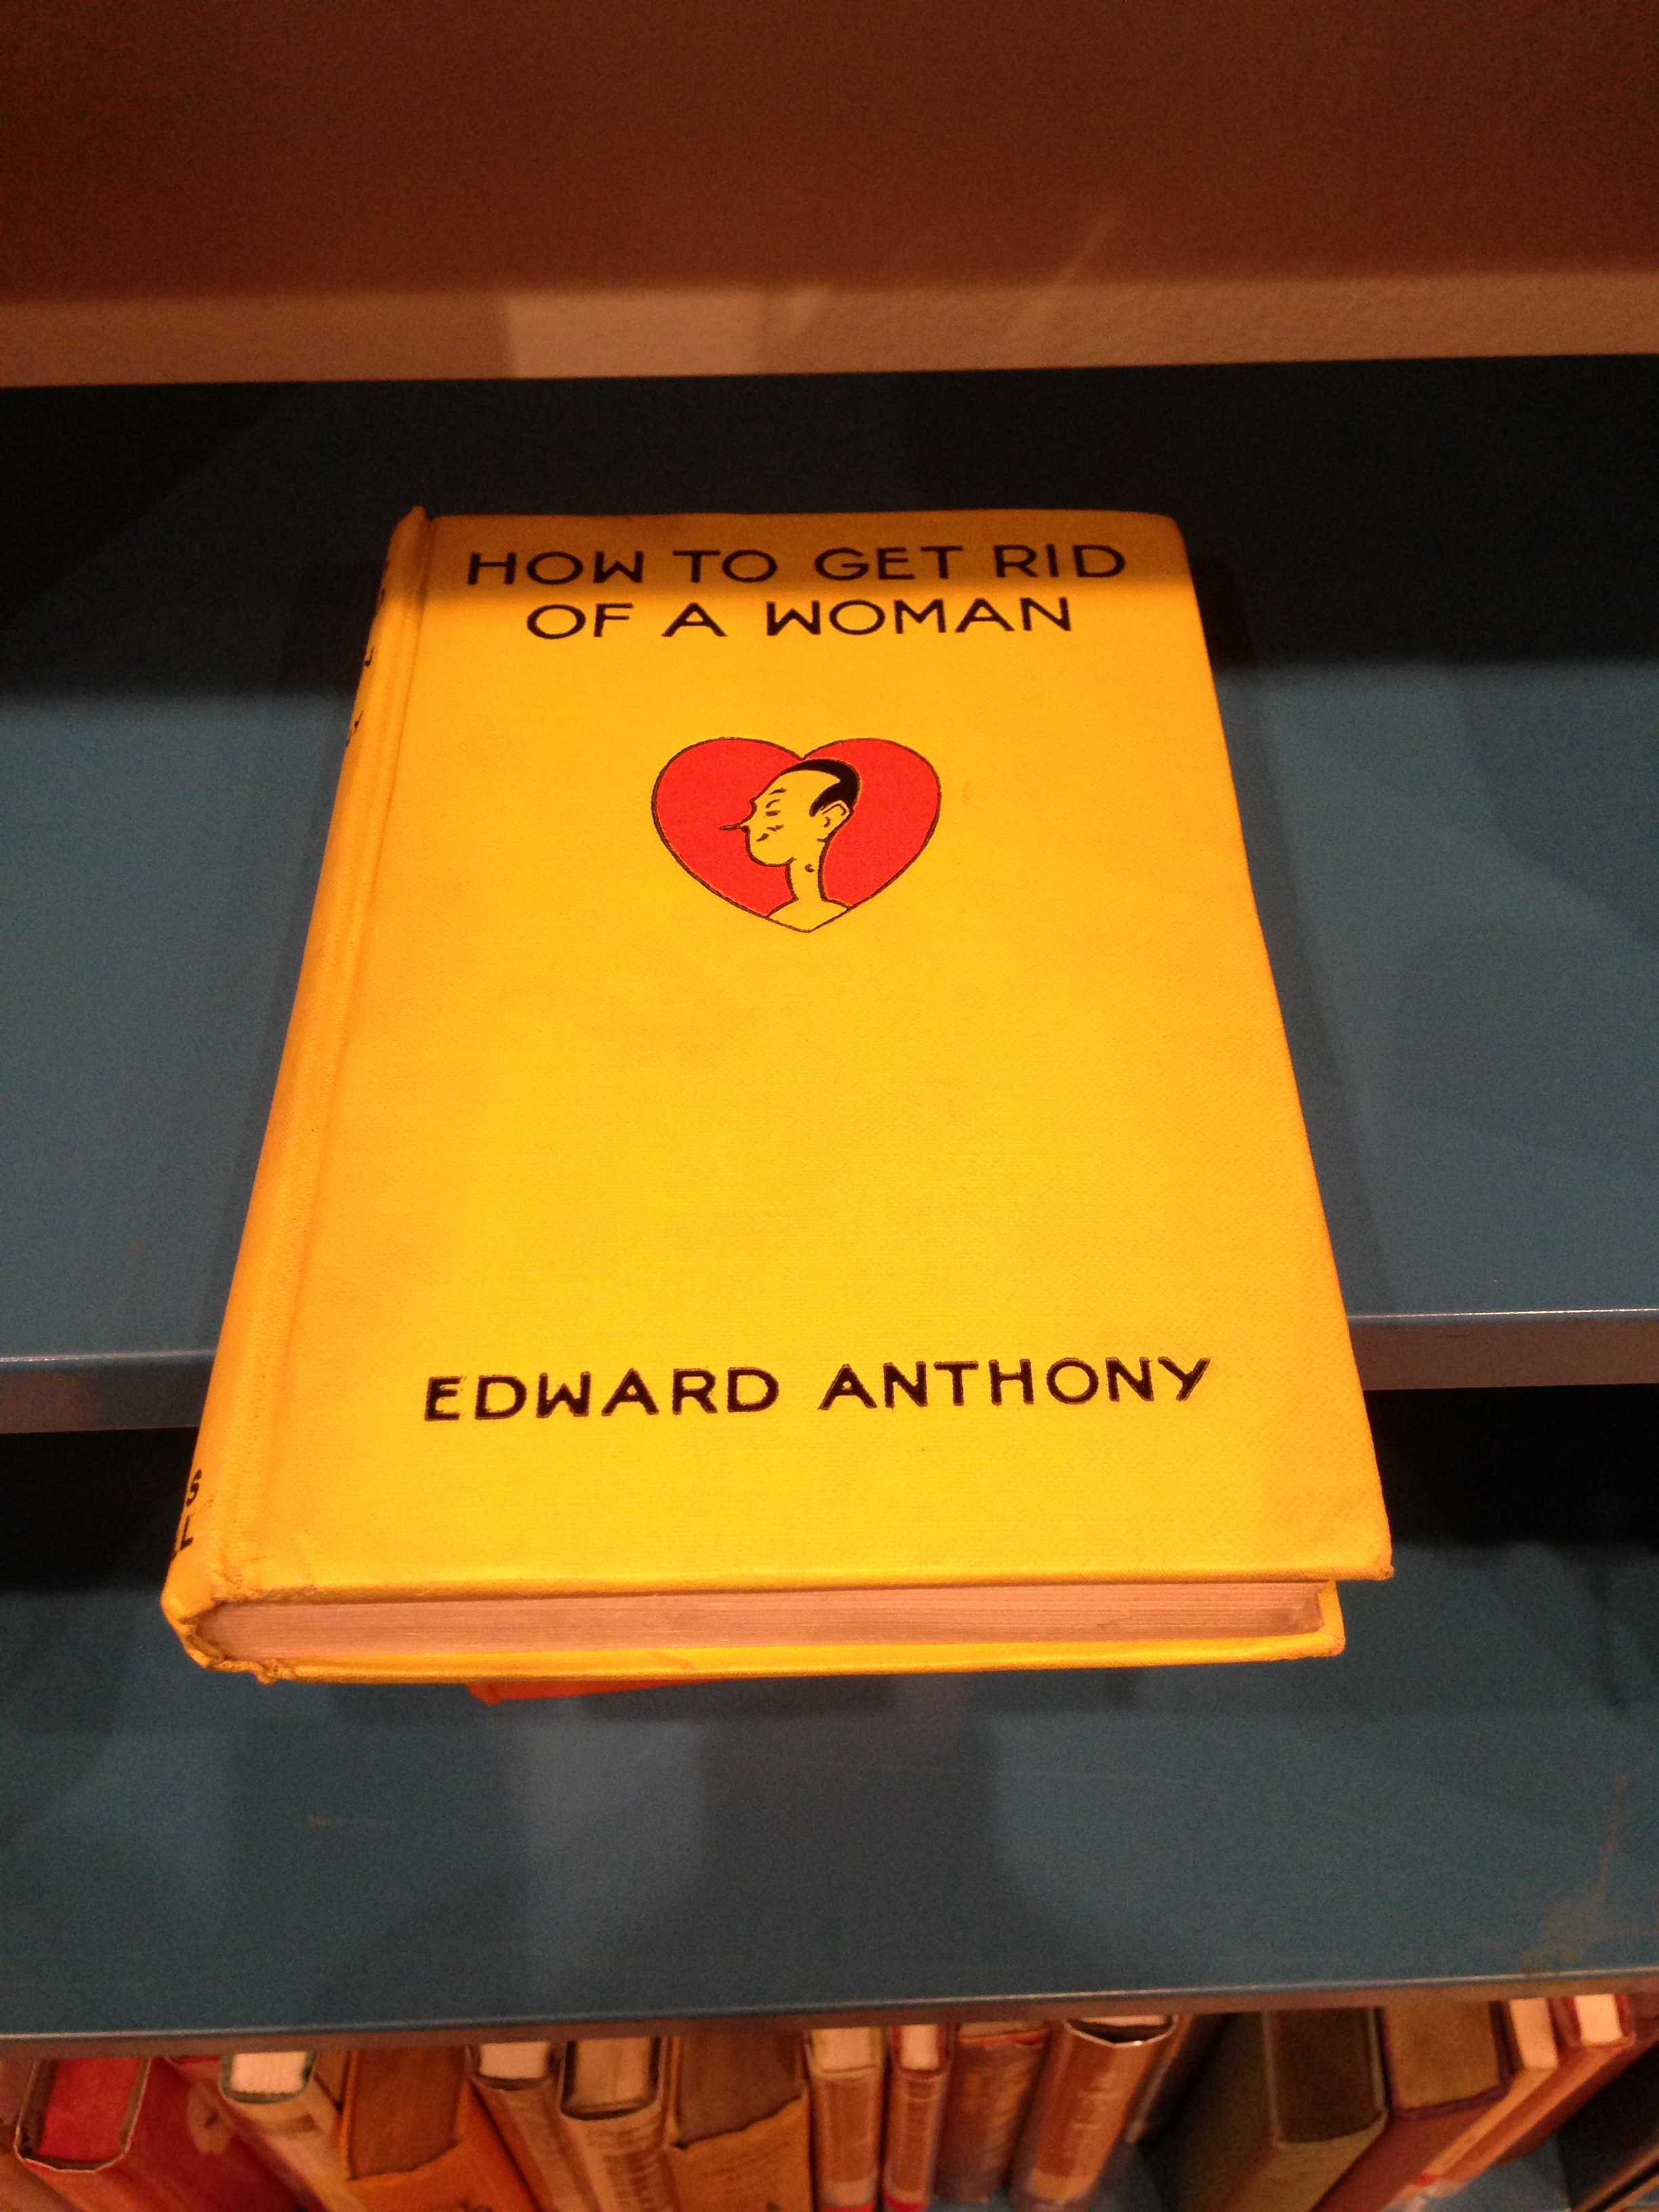 HOW TO GET RID
OF A WOMAN
EDWARD ANTHONY